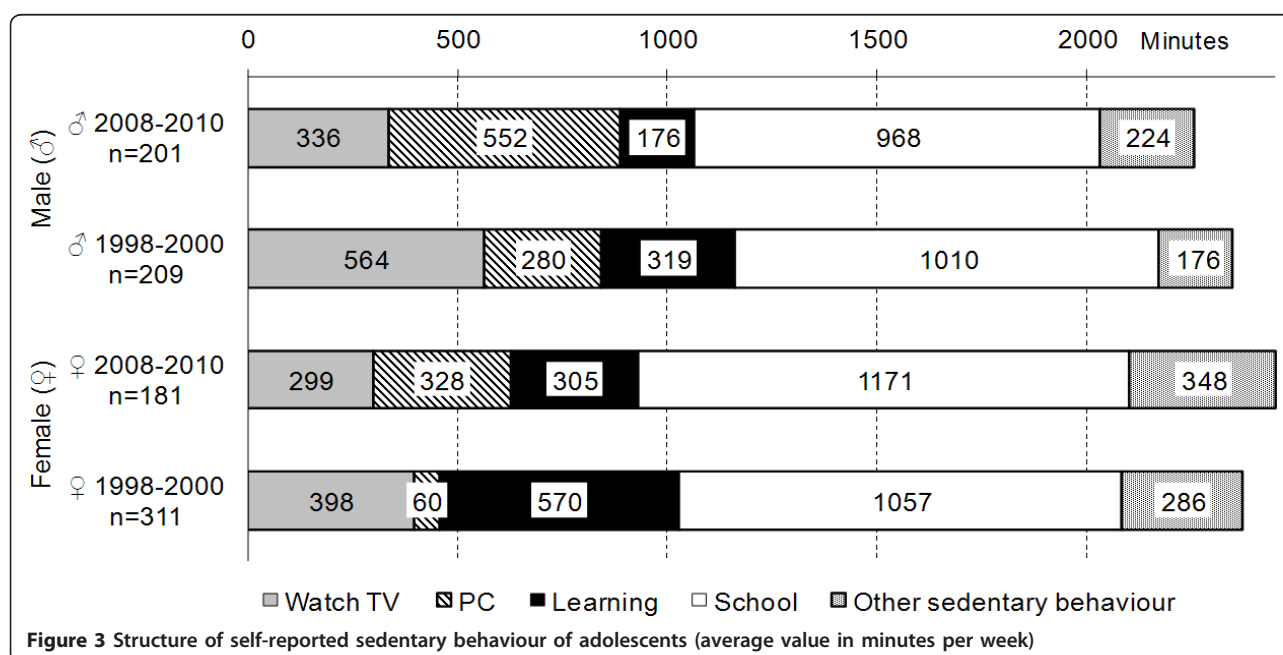 0 500 1000 1500 2000 Minutes
Male (♂)
♂ 2008-2010
n=201
336 552 176 968 224
♂ 1998-2000
n=209
564 280 319 1010 176
Female (♀)
♀ 2008-2010
n=181
299 328 305 1171 348
♀ 1998-2000
n=311
398 60 570 1057 286
Watch TV PC Learning School Other sedentary behaviour
Figure 3 Structure of self-reported sedentary behaviour of adolescents (average value in minutes per week)